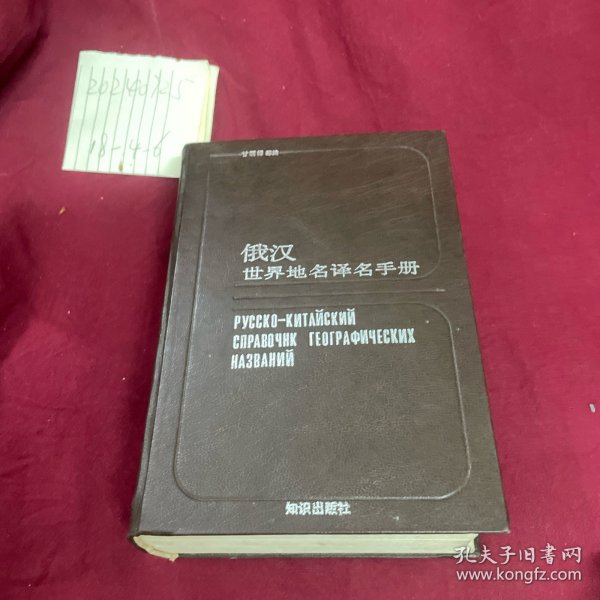 20240725
18-4-6
俄汉
世界地名译名手册
РУССКО-КИТАЙСКИЙ
СПРАВОЧНК ГЕОГРАФИЧЕСКИХ
НАЗВАНИЙ
知识出版社
孔夫子旧书网
www.kongfz.com